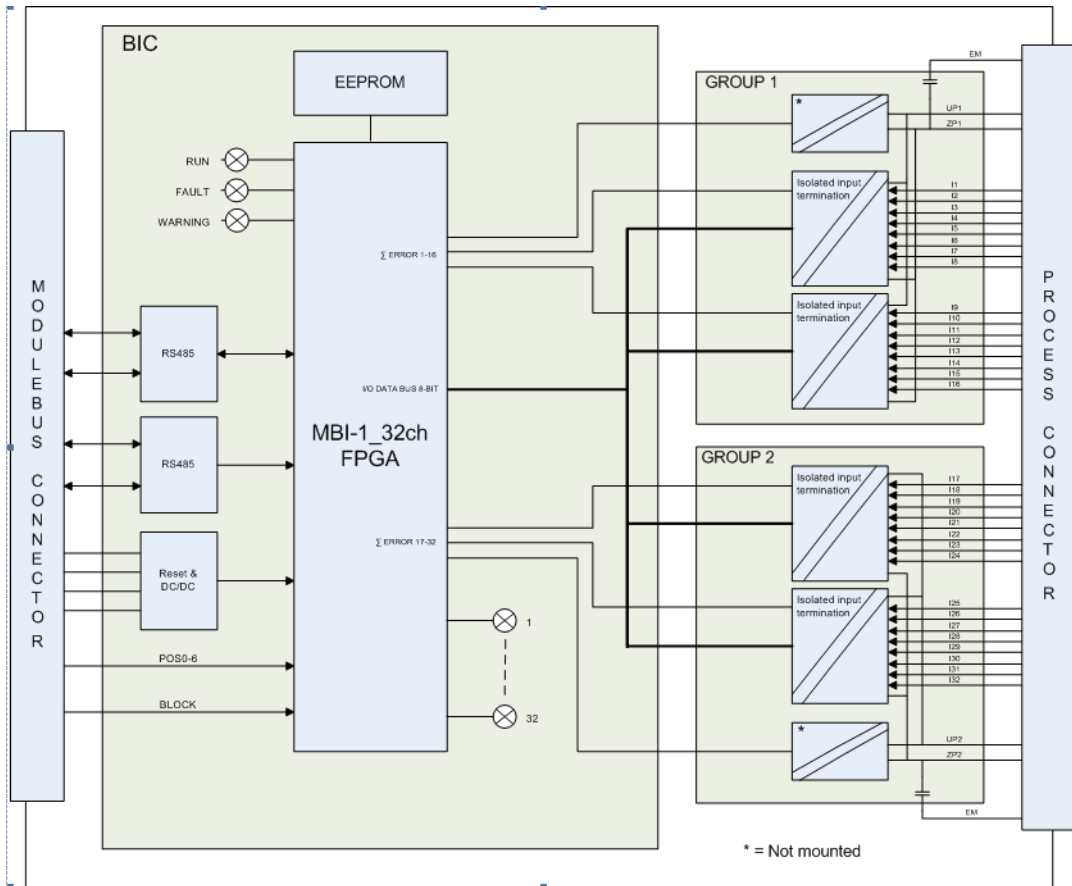 BIC
EEPROM
RUN
FAULT
WARNING
∑ ERROR 1-16
RS485
I/O DATA BUS 8-BIT
MBI-1_32ch
FPGA
RS485
∑ ERROR 17-32
Reset &
DC/DC
1
POS0-6
BLOCK
32
MODULEBUS CONNECTOR
GROUP 1
*
Isolated input
termination
Isolated input
termination
EM
UP1
ZP1
I1
I2
I3
I4
I5
I6
I7
I8
I9
I10
I11
I12
I13
I14
I15
I16
GROUP 2
Isolated input
termination
Isolated input
termination
*
I17
I18
I19
I20
I21
I22
I23
I24
I25
I26
I27
I28
I29
I30
I31
I32
UP2
ZP2
EM
PROCESS CONNECTOR
* = Not mounted